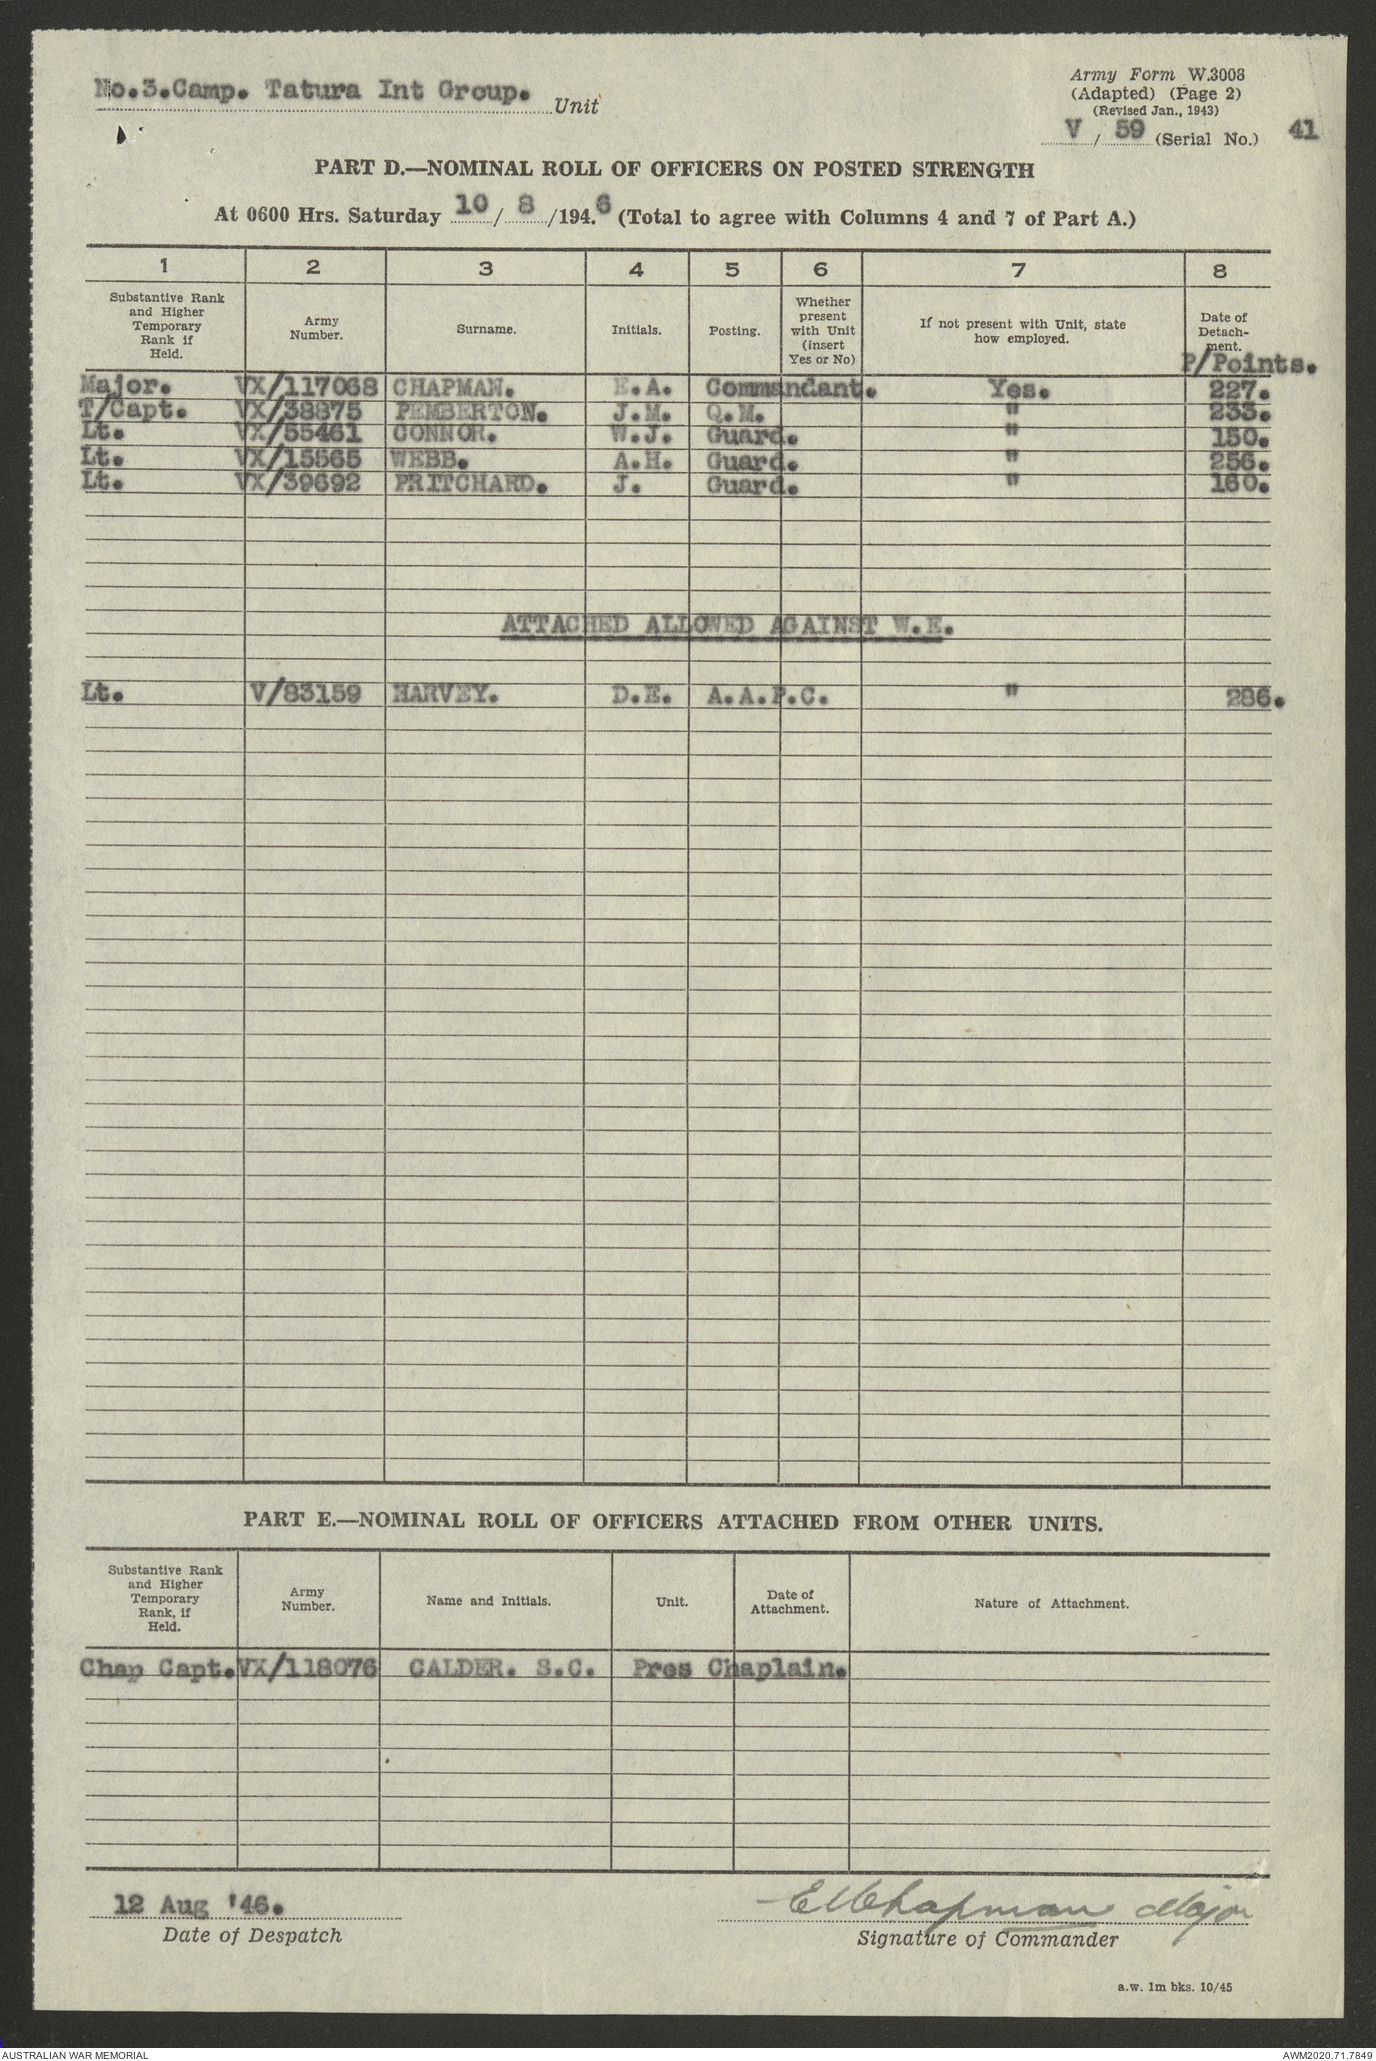 No.3.Camp. Tatura Int Group. Unit
Army Form W.3008
(Adapted) (Page 2)
(Revised Jan., 1943)
V / 59 (Serial No.) 41
PART D.—NOMINAL ROLL OF OFFICERS ON POSTED STRENGTH
At 0600 Hrs. Saturday 10 / 8 /194.6 (Total to agree with Columns 4 and 7 of Part A.)
1 2 3 4 5 6 7 8
Substantive Rank and Higher Temporary Rank if Held. Army Number. Surname. Initials. Posting. Whether present with Unit (insert Yes or No) If not present with Unit, state how employed. Date of Detach-ment.
P/Points.
Major. VX/117068 CHAPMAN. E.A. Commandant. Yes. 227.
T/Capt. VX/38875 PEMBERTON. J.M. Q.M. " 233.
Lt. VX/55461 CONNOR. W.J. Guard. " 150.
Lt. VX/15565 WEBB. A.H. Guard. " 256.
Lt. VX/39692 PRITCHARD. J. Guard. " 160.
ATTACHED ALLOWED AGAINST W.E.
Lt. V/83159 HARVEY. D.E. A.A.P.C. " 286.
PART E.—NOMINAL ROLL OF OFFICERS ATTACHED FROM OTHER UNITS.
Substantive Rank and Higher Temporary Rank, if Held. Army Number. Name and Initials. Unit. Date of Attachment. Nature of Attachment.
Chap Capt. VX/118076 CALDER. S.C. Pres Chaplain.
12 Aug '46.
Date of Despatch
EAChapman Major
Signature of Commander
a.w. 1m bks. 10/45
AUSTRALIAN WAR MEMORIAL
AWM2020.71.7849